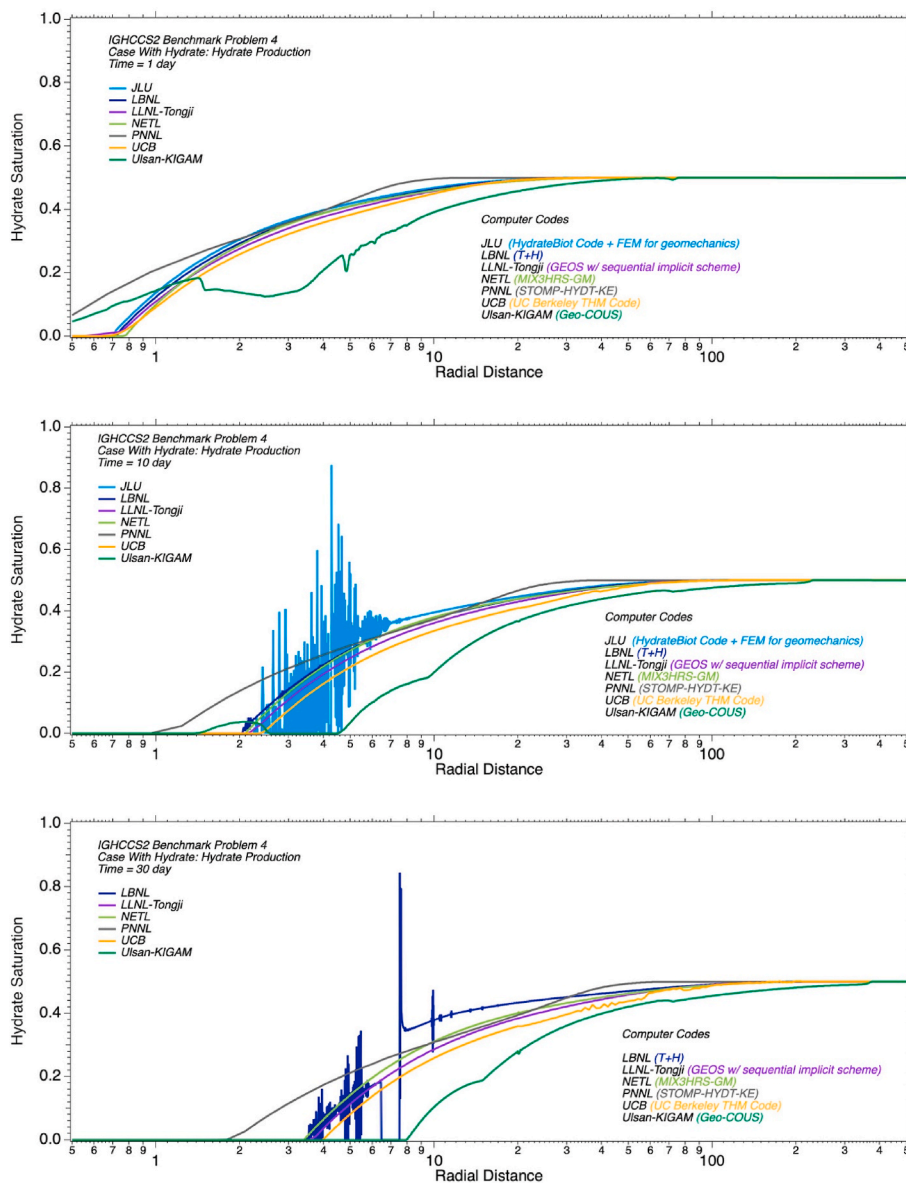 1.0
0.8
0.6
0.4
0.2
0.0
Hydrate Saturation
IGHCCS2 Benchmark Problem 4
Case With Hydrate: Hydrate Production
Time = 1 day
JLU
LBNL
LLNL-Tongji
NETL
PNNL
UCB
Ulsan-KIGAM
Computer Codes
JLU (HydrateBiot Code + FEM for geomechanics)
LBNL (T+H)
LLNL-Tongji (GEOS w/ sequential implicit scheme)
NETL (MIX3HRS-GM)
PNNL (STOMP-HYDT-KE)
UCB (UC Berkeley THM Code)
Ulsan-KIGAM (Geo-COUS)
5 6 7 8 9 1 2 3 4 5 6 7 8 9 10 2 3 4 5 6 7 8 9 100 2 3 4 5
Radial Distance
1.0
0.8
0.6
0.4
0.2
0.0
Hydrate Saturation
IGHCCS2 Benchmark Problem 4
Case With Hydrate: Hydrate Production
Time = 10 day
JLU
LBNL
LLNL-Tongji
NETL
PNNL
UCB
Ulsan-KIGAM
Computer Codes
JLU (HydrateBiot Code + FEM for geomechanics)
LBNL (T+H)
LLNL-Tongji (GEOS w/ sequential implicit scheme)
NETL (MIX3HRS-GM)
PNNL (STOMP-HYDT-KE)
UCB (UC Berkeley THM Code)
Ulsan-KIGAM (Geo-COUS)
5 6 7 8 9 1 2 3 4 5 6 7 8 9 10 2 3 4 5 6 7 8 9 100 2 3 4 5
Radial Distance
1.0
0.8
0.6
0.4
0.2
0.0
Hydrate Saturation
IGHCCS2 Benchmark Problem 4
Case With Hydrate: Hydrate Production
Time = 30 day
LBNL
LLNL-Tongji
NETL
PNNL
UCB
Ulsan-KIGAM
Computer Codes
LBNL (T+H)
LLNL-Tongji (GEOS w/ sequential implicit scheme)
NETL (MIX3HRS-GM)
PNNL (STOMP-HYDT-KE)
UCB (UC Berkeley THM Code)
Ulsan-KIGAM (Geo-COUS)
5 6 7 8 9 1 2 3 4 5 6 7 8 9 10 2 3 4 5 6 7 8 9 100 2 3 4 5
Radial Distance